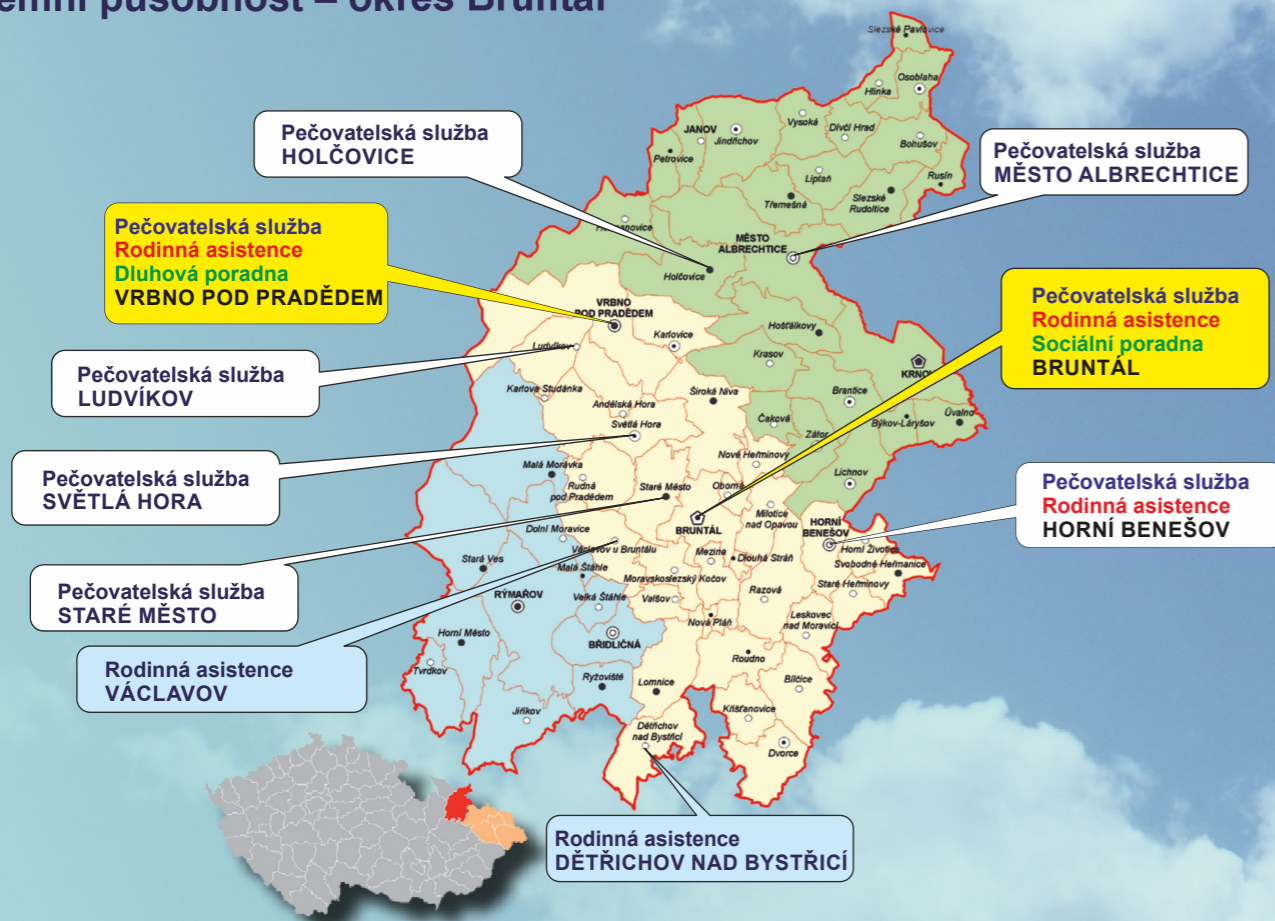 emní působnost – okres Bruntál
Slezské Pavlovice
Osoblaha
Hlinka
Vysoká
Dívčí Hrad
JANOV
Jindřichov
Bohušov
Petrovice
Liptaň
Rusín
Třemešná
Slezské
Rudoltice
Pečovatelská služba
HOLČOVICE
Pečovatelská služba
MĚSTO ALBRECHTICE
Pečovatelská služba
Rodinná asistence
Dluhová poradna
VRBNO POD PRADĚDEM
MĚSTO
ALBRECHTICE
Holčovice
Pečovatelská služba
Rodinná asistence
Sociální poradna
BRUNTÁL
VRBNO
POD PRADĚDEM
Hošťálkovy
Ludvíkov
Karlovice
Krasov
KRNOV
Pečovatelská služba
LUDVÍKOV
Karlova Studánka
Široká Niva
Brantice
Andělská Hora
Světlá Hora
Čaková
Zátor
Býkov-Láryšov
Úvalno
Pečovatelská služba
SVĚTLÁ HORA
Nové Heřminovy
Malá Morávka
Rudná
pod Pradědem
Staré Město
Oborná
Lichnov
Milotice
nad Opavou
Pečovatelská služba
Rodinná asistence
HORNÍ BENEŠOV
BRUNTÁL
HORNÍ
BENEŠOV
Dolní Moravice
Václavov u Bruntálu
Mezina
Dlouhá Stráň
Horní Životice
Svobodné Heřmanice
Stará Ves
Malá Štáhle
Moravskoslezský Kočov
Razová
Staré Heřminovy
Pečovatelská služba
STARÉ MĚSTO
RÝMAŘOV
Velká Štáhle
Valšov
Nová Pláň
Leskovec
nad Moravicí
Horní Město
BŘIDLIČNÁ
Roudno
Rodinná asistence
VÁCLAVOV
Tvrdkov
Ryžoviště
Lomnice
Bílčice
Jiříkov
Křišťanovice
Dětřichov
nad Bystřicí
Dvorce
Rodinná asistence
DĚTŘICHOV NAD BYSTŘICÍ